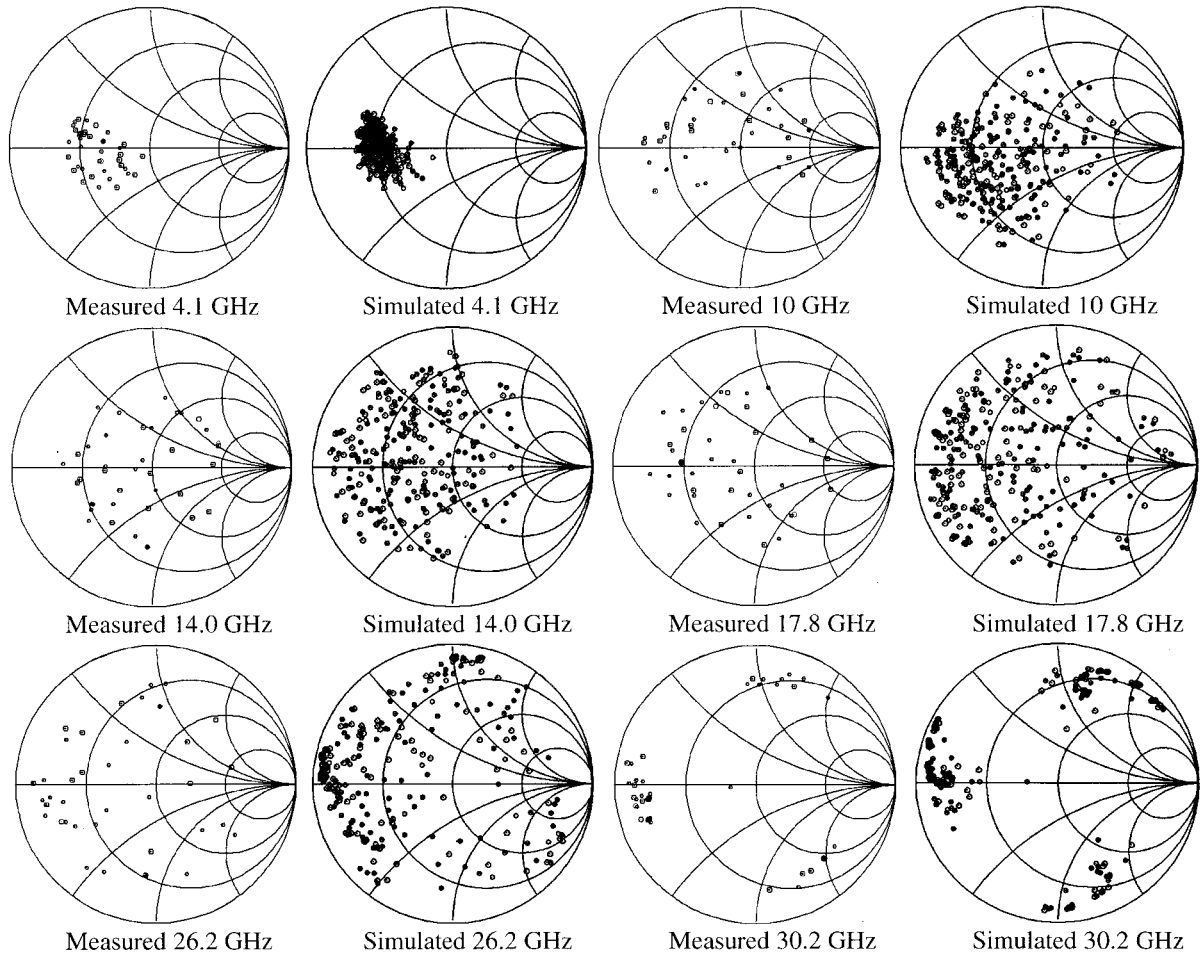 Measured 4.1 GHz
Simulated 4.1 GHz
Measured 10 GHz
Simulated 10 GHz
Measured 14.0 GHz
Simulated 14.0 GHz
Measured 17.8 GHz
Simulated 17.8 GHz
Measured 26.2 GHz
Simulated 26.2 GHz
Measured 30.2 GHz
Simulated 30.2 GHz